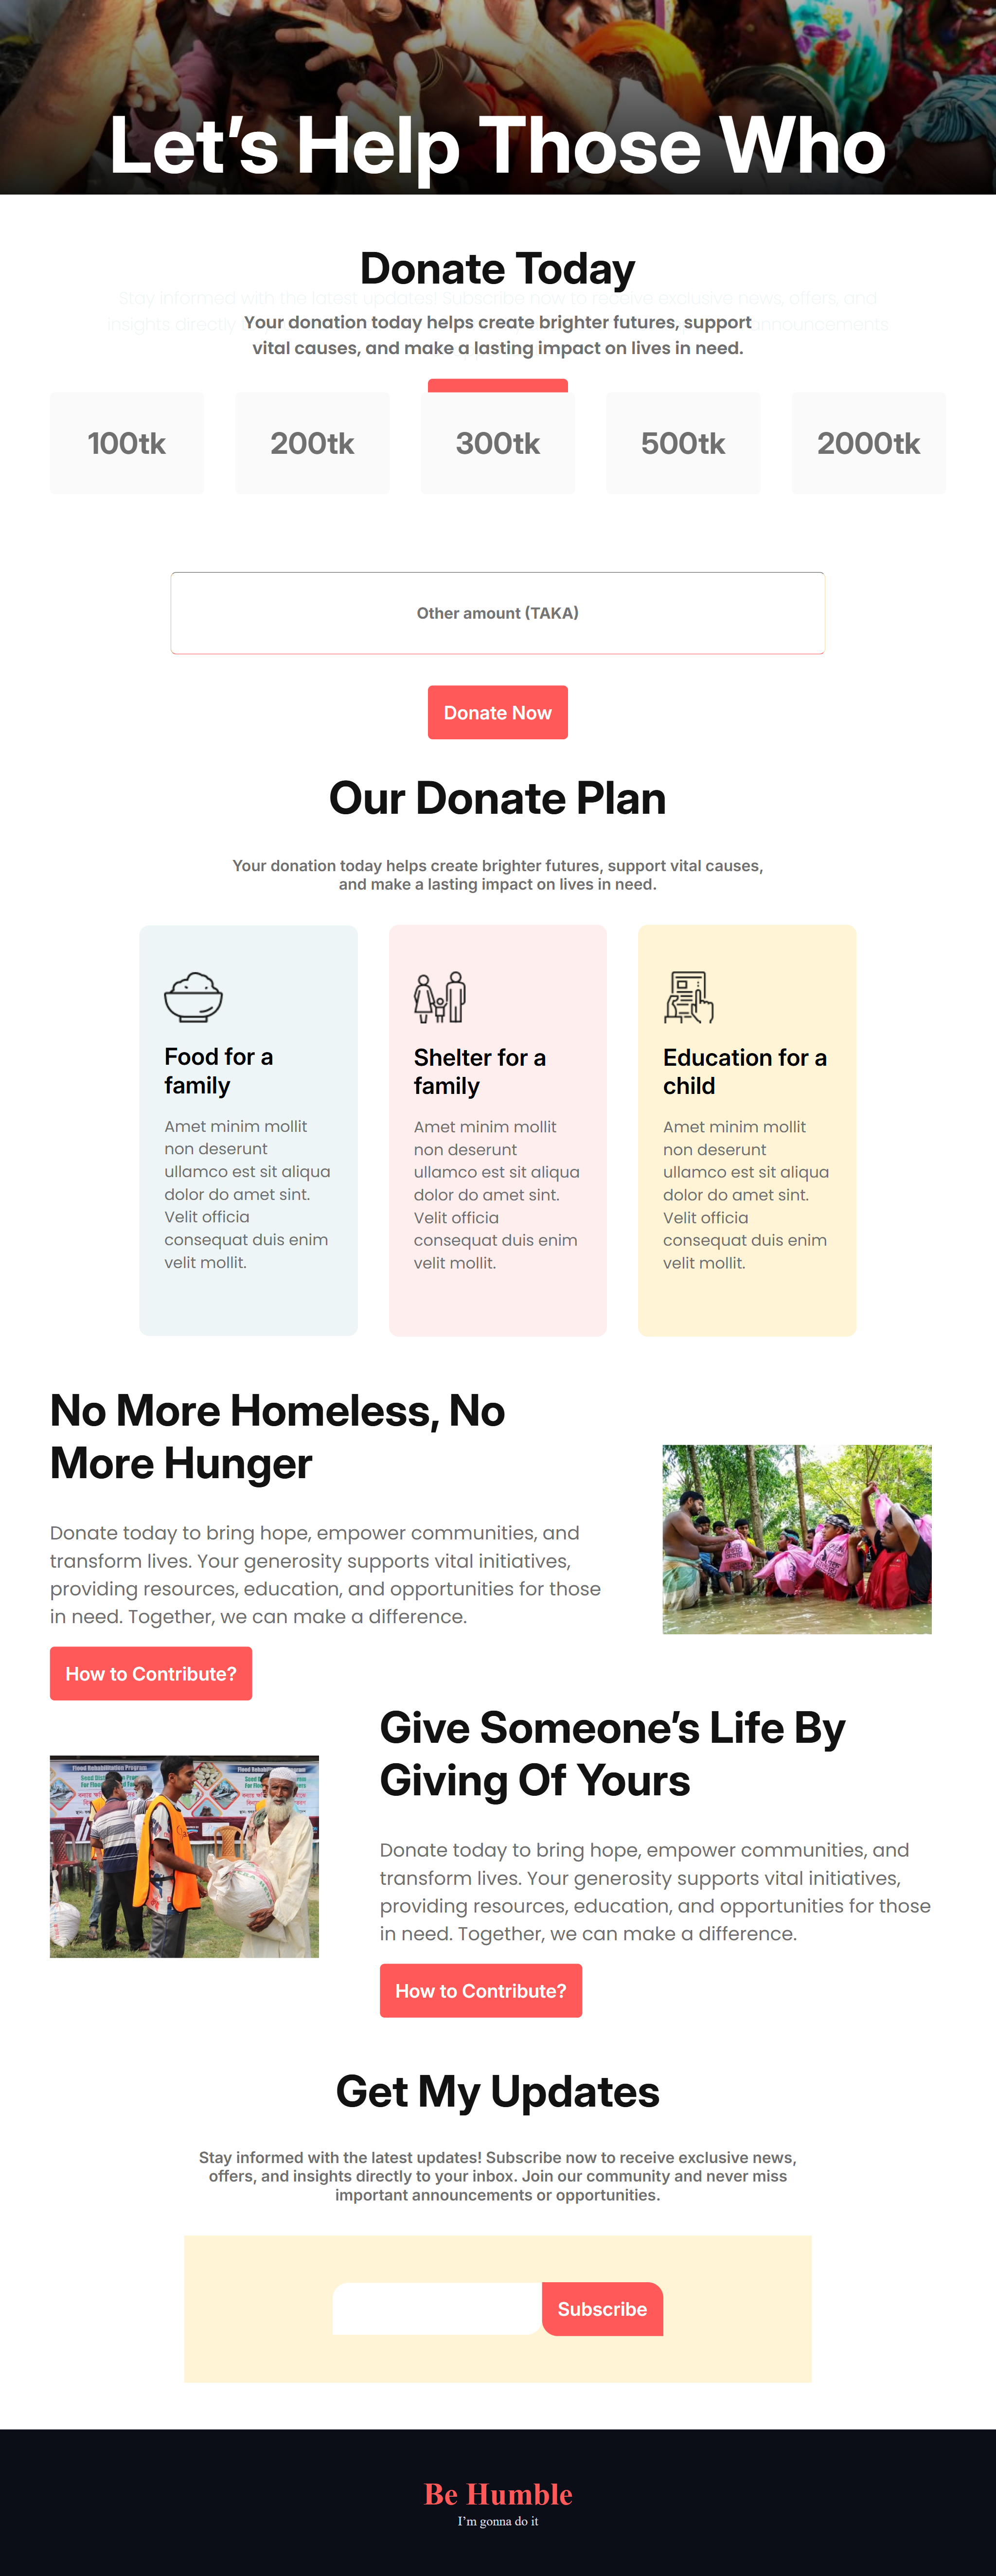 Let’s Help Those Who
Donate Today
Stay informed with the latest updates! Subscribe now to receive exclusive news, offers, and
insights directly
announcements
Your donation today helps create brighter futures, support
vital causes, and make a lasting impact on lives in need.
100tk
200tk
300tk
500tk
2000tk
Other amount (TAKA)
Donate Now
Our Donate Plan
Your donation today helps create brighter futures, support vital causes,
and make a lasting impact on lives in need.
Food for a
family
Amet minim mollit
non deserunt
ullamco est sit aliqua
dolor do amet sint.
Velit officia
consequat duis enim
velit mollit.
Shelter for a
family
Amet minim mollit
non deserunt
ullamco est sit aliqua
dolor do amet sint.
Velit officia
consequat duis enim
velit mollit.
Education for a
child
Amet minim mollit
non deserunt
ullamco est sit aliqua
dolor do amet sint.
Velit officia
consequat duis enim
velit mollit.
No More Homeless, No
More Hunger
Donate today to bring hope, empower communities, and
transform lives. Your generosity supports vital initiatives,
providing resources, education, and opportunities for those
in need. Together, we can make a difference.
How to Contribute?
Flood Rehabilitation Program
Flood Rehabilitation Program
Give Someone’s Life By
Giving Of Yours
Donate today to bring hope, empower communities, and
transform lives. Your generosity supports vital initiatives,
providing resources, education, and opportunities for those
in need. Together, we can make a difference.
How to Contribute?
Get My Updates
Stay informed with the latest updates! Subscribe now to receive exclusive news,
offers, and insights directly to your inbox. Join our community and never miss
important announcements or opportunities.
Subscribe
Be Humble
I’m gonna do it